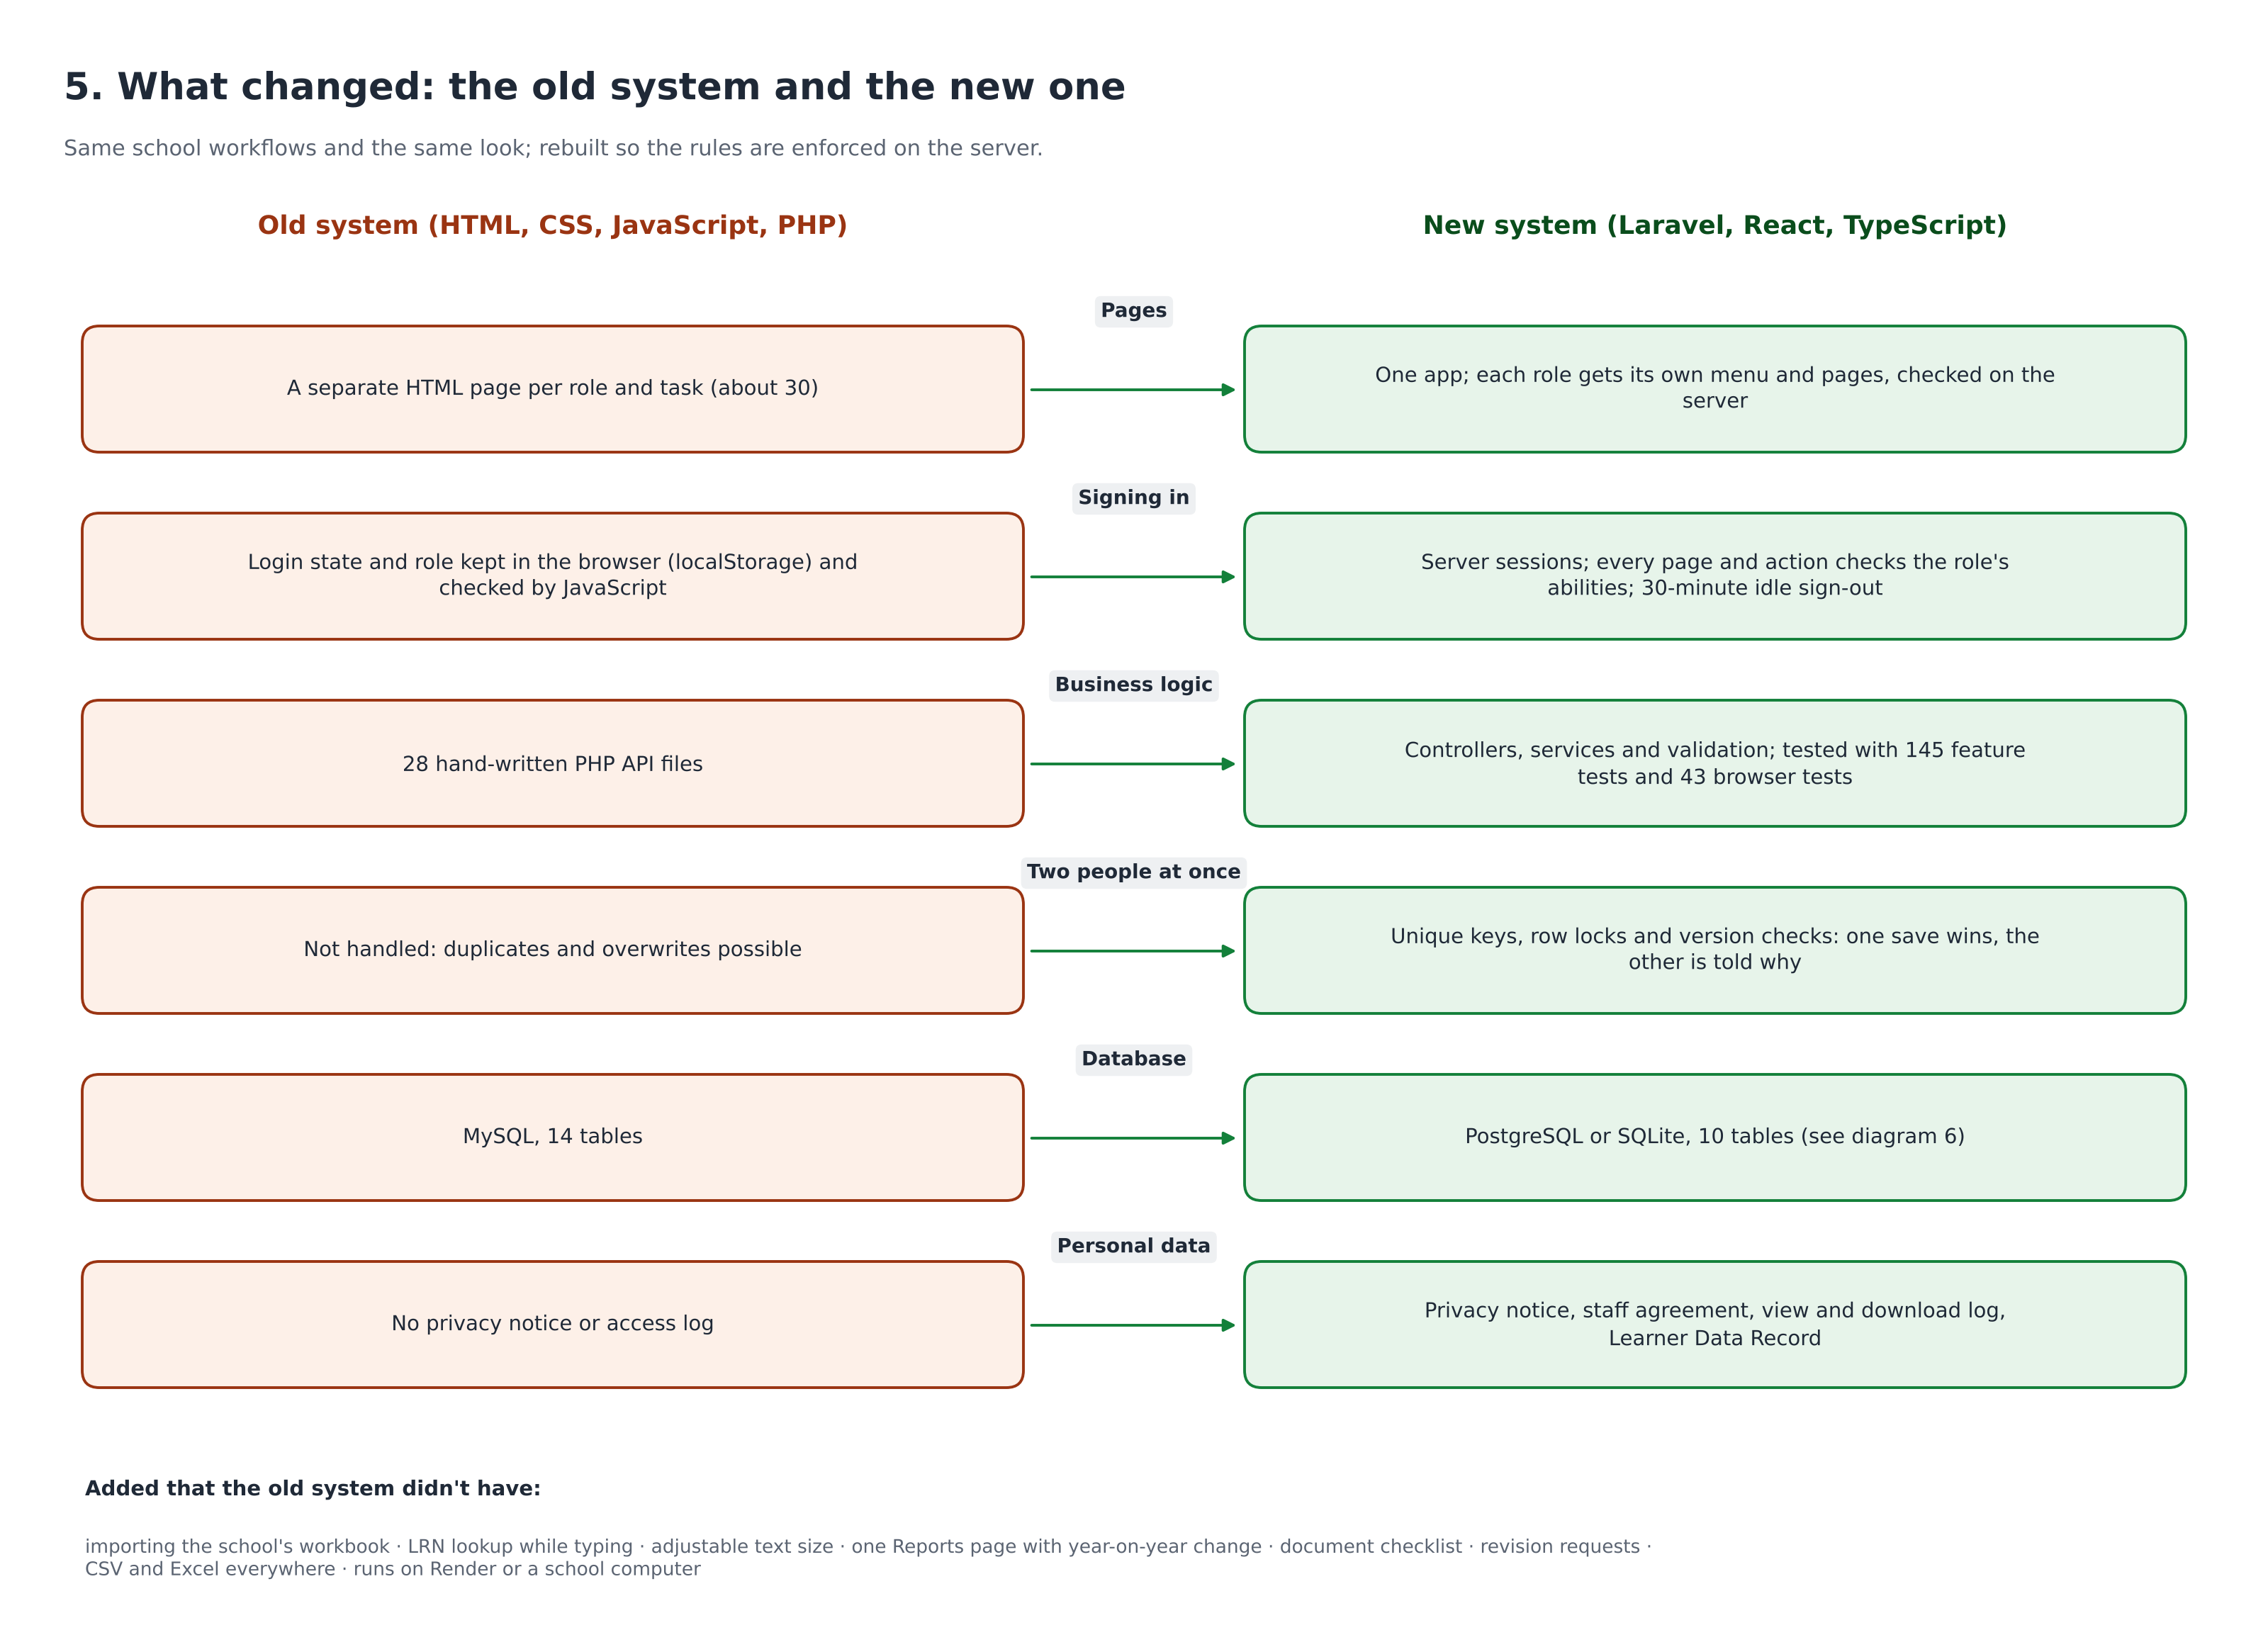 5. What changed: the old system and the new one
Same school workflows and the same look; rebuilt so the rules are enforced on the server.
Old system (HTML, CSS, JavaScript, PHP)
New system (Laravel, React, TypeScript)
Pages
A separate HTML page per role and task (about 30)
One app; each role gets its own menu and pages, checked on the
server
Signing in
Login state and role kept in the browser (localStorage) and
checked by JavaScript
Server sessions; every page and action checks the role's
abilities; 30-minute idle sign-out
Business logic
28 hand-written PHP API files
Controllers, services and validation; tested with 145 feature
tests and 43 browser tests
Two people at once
Not handled: duplicates and overwrites possible
Unique keys, row locks and version checks: one save wins, the
other is told why
Database
MySQL, 14 tables
PostgreSQL or SQLite, 10 tables (see diagram 6)
Personal data
No privacy notice or access log
Privacy notice, staff agreement, view and download log,
Learner Data Record
Added that the old system didn't have:
importing the school's workbook · LRN lookup while typing · adjustable text size · one Reports page with year-on-year change · document checklist · revision requests ·
CSV and Excel everywhere · runs on Render or a school computer